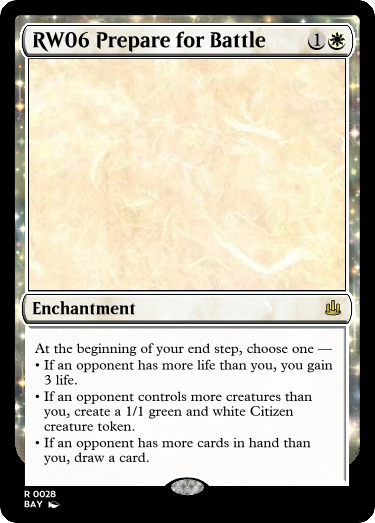 RW06 Prepare for Battle 1
Enchantment
At the beginning of your end step, choose one —
• If an opponent has more life than you, you gain
3 life.
• If an opponent controls more creatures than
you, create a 1/1 green and white Citizen
creature token.
• If an opponent has more cards in hand than
you, draw a card.
R 0028
BAY